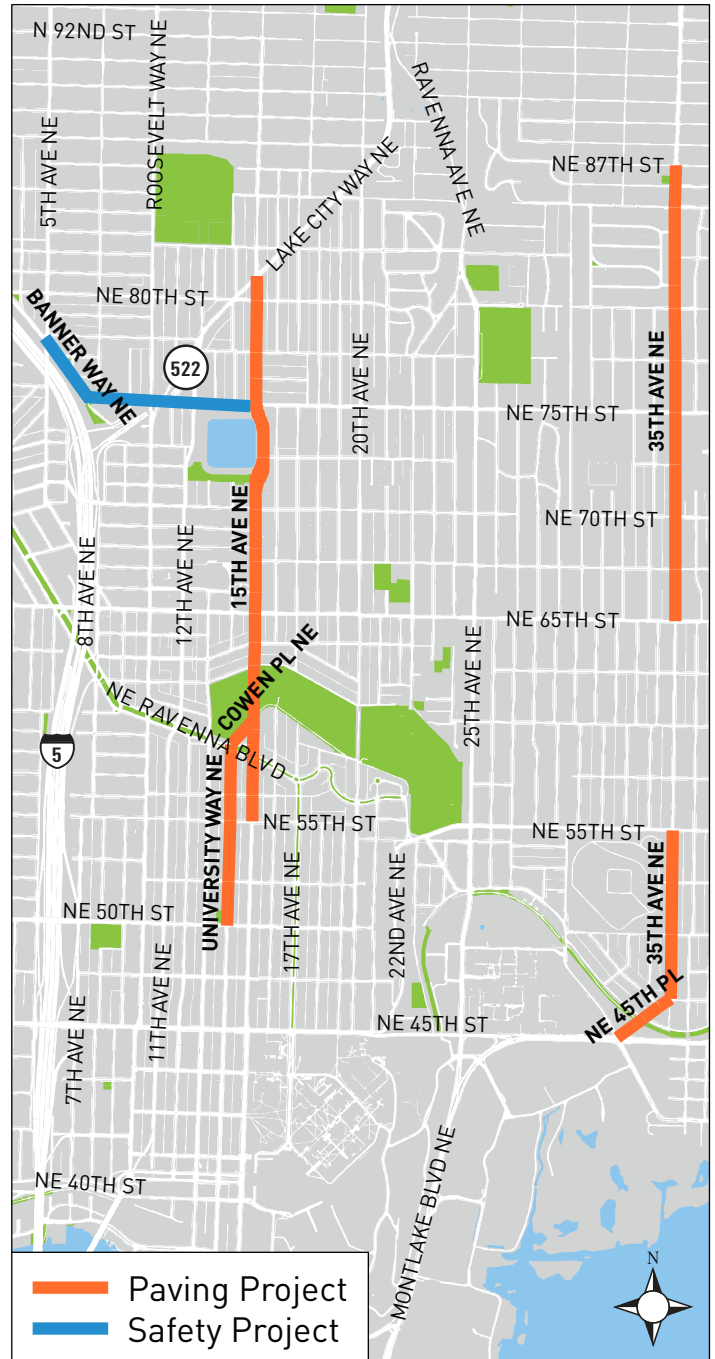 N 92ND ST
ROOSEVELT WAY NE
5TH AVE NE
RAVENNA AVE NE
NE 87TH ST
LAKE CITY WAY NE
NE 80TH ST
BANNER WAY NE
522
20TH AVE NE
NE 75TH ST
35TH AVE NE
15TH AVE NE
NE 70TH ST
8TH AVE NE
12TH AVE NE
NE 65TH ST
COWEN PL NE
25TH AVE NE
NE RAVENNA BLVD
5
UNIVERSITY WAY NE
NE 55TH ST
NE 55TH ST
17TH AVE NE
22ND AVE NE
35TH AVE NE
NE 50TH ST
11TH AVE NE
7TH AVE NE
NE 45TH ST
NE 45TH PL
NE 40TH ST
MONTLAKE BLVD NE
N
Paving Project
Safety Project